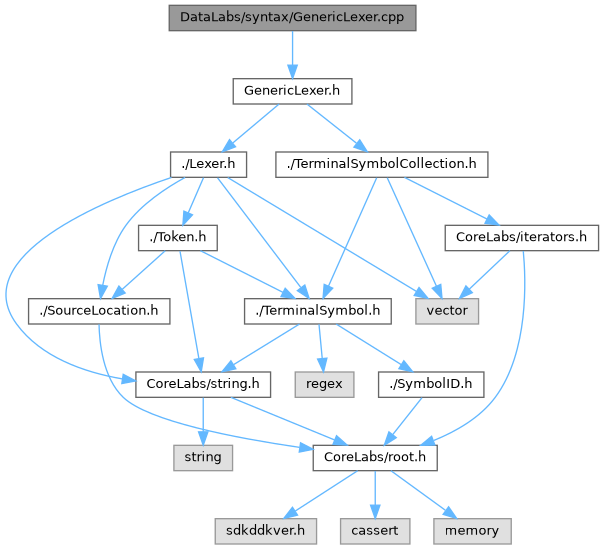 DataLabs/syntax/GenericLexer.cpp
GenericLexer.h
./Lexer.h
./TerminalSymbolCollection.h
./Token.h
CoreLabs/iterators.h
./SourceLocation.h
./TerminalSymbol.h
vector
CoreLabs/string.h
regex
./SymbolID.h
string
CoreLabs/root.h
sdkddkver.h
cassert
memory